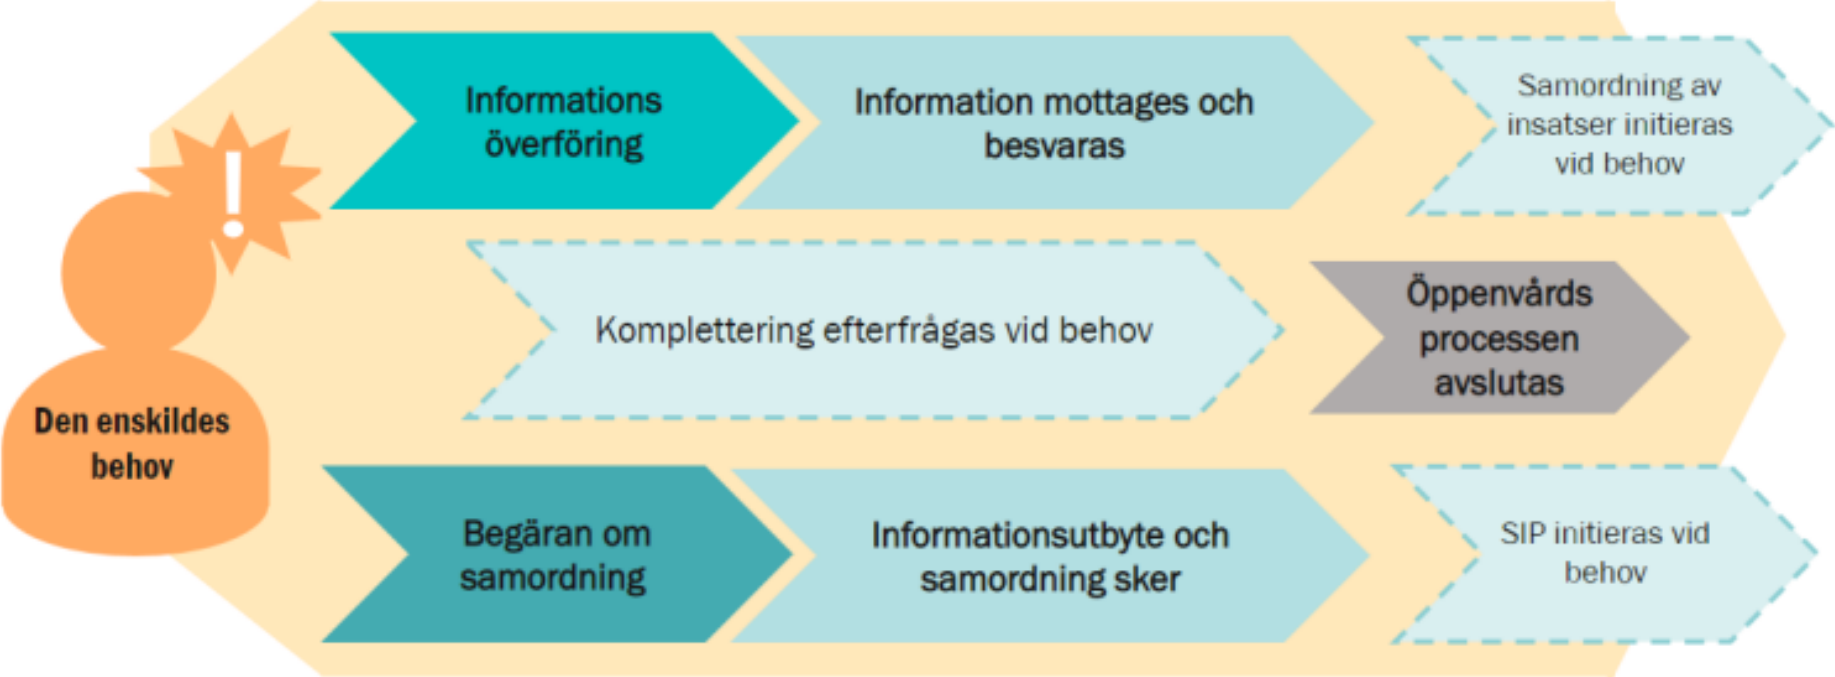 Informations
överföring
Information mottages och
besvaras
Samordning av
insatser initieras
vid behov
!
Komplettering efterfrågas vid behov
Öppenvårds
processen
avslutas
Den enskildes
behov
Begäran om
samordning
Informationsutbyte och
samordning sker
SIP initieras vid
behov